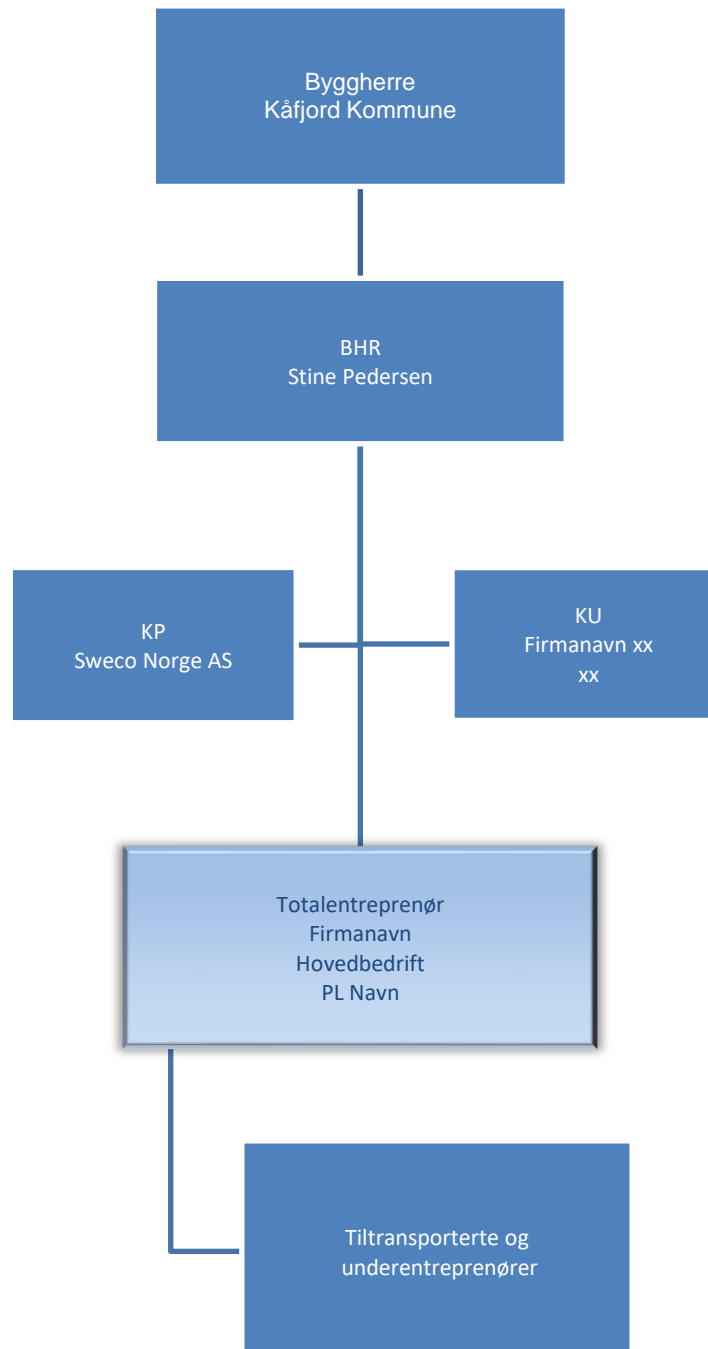 Byggherre
Kåfjord Kommune
BHR
Stine Pedersen
KP
Sweco Norge AS
KU
Firmanavn xx
xx
Totalentreprenør
Firmanavn
Hovedbedrift
PL Navn
Tiltransporterte og
underentreprenører